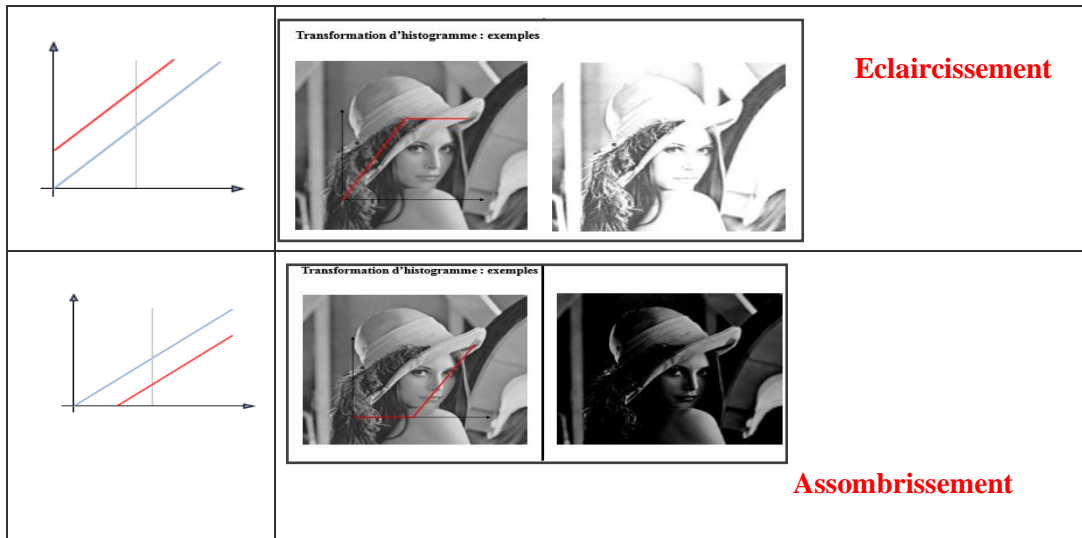 Transformation d'histogramme : exemples
Eclaircissement
Transformation d'histogramme : exemples
Assombrissement